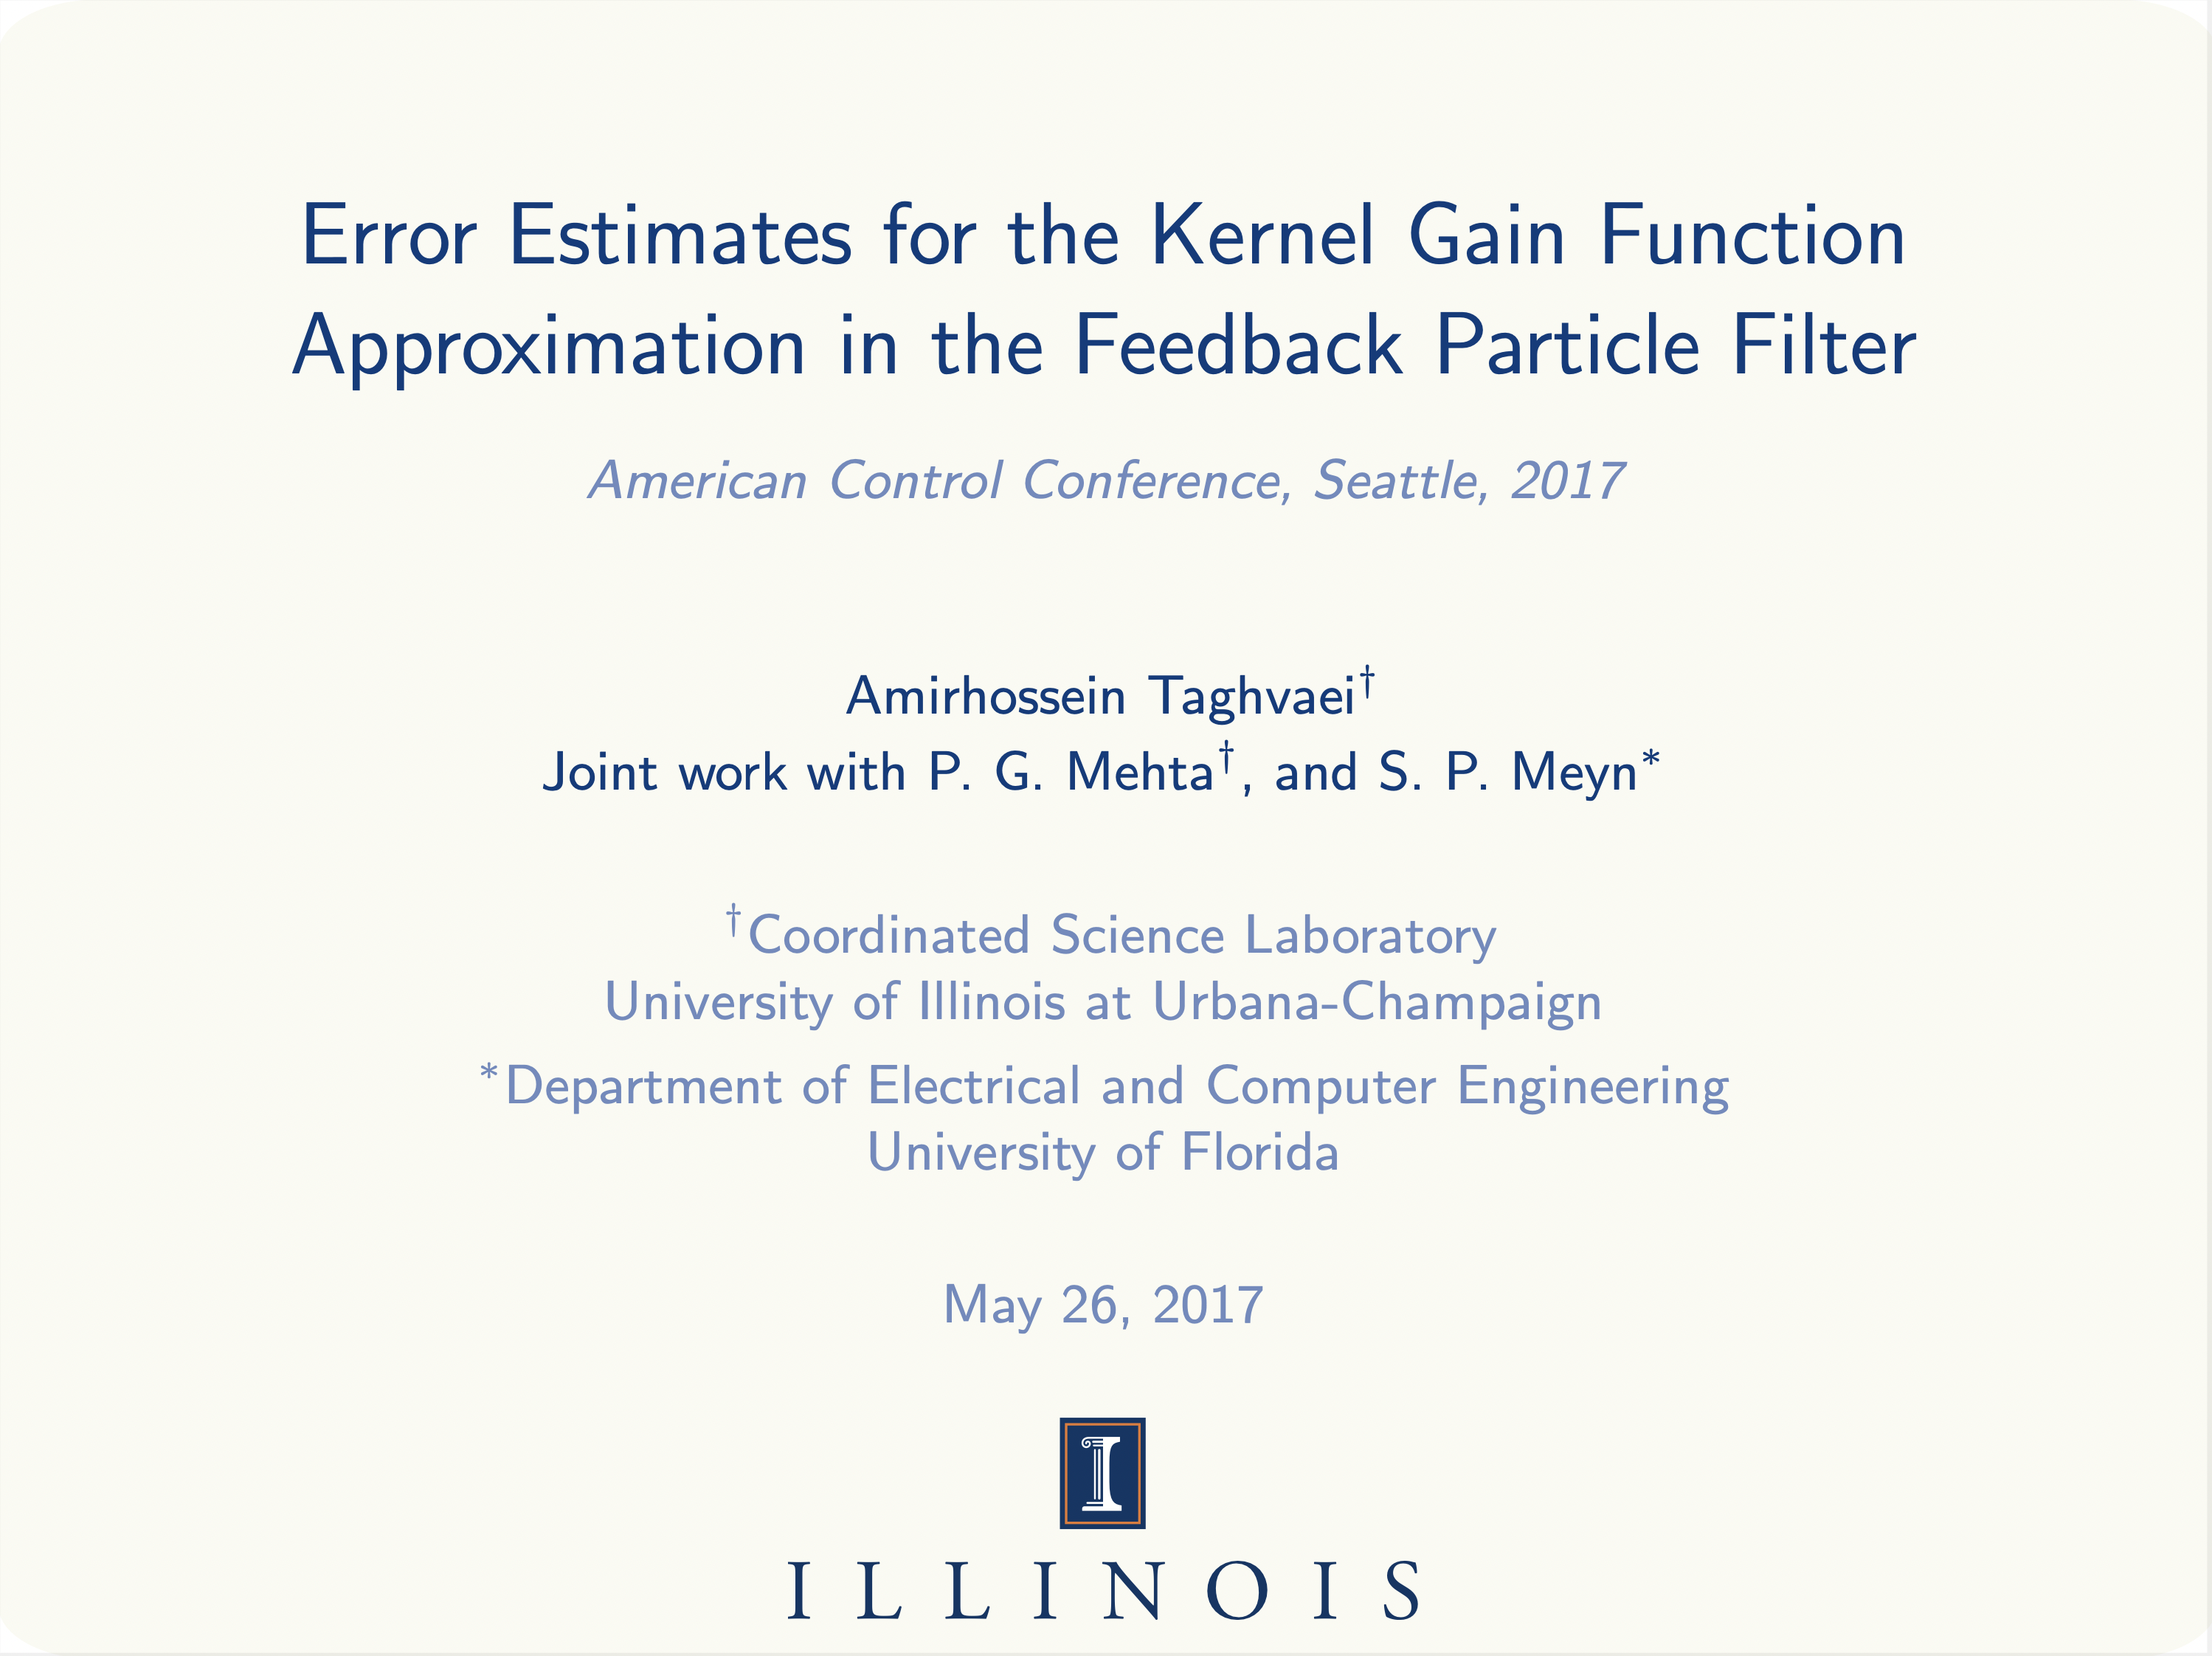 Error Estimates for the Kernel Gain Function
Approximation in the Feedback Particle Filter
American Control Conference, Seattle, 2017
Amirhossein Taghvaei†
Joint work with P. G. Mehta†, and S. P. Meyn*
†Coordinated Science Laboratory
University of Illinois at Urbana-Champaign
*Department of Electrical and Computer Engineering
University of Florida
May 26, 2017
I
ILLINOIS